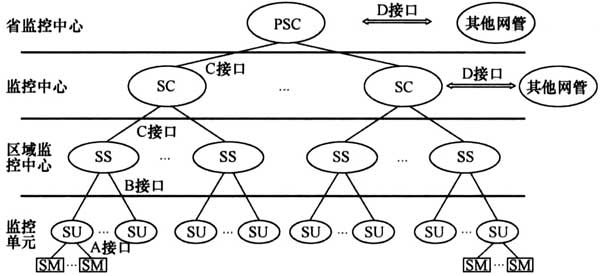 省监控中心 PSC D接口 其他网管
C接口
监控中心 SC ... SC D接口 其他网管
C接口
区域监控中心 SS ... SS SS ... SS
B接口
监控单元 SU ... SU SU ... SU SU ... SU SU ... SU
A接口
SM ... SM SM ... SM